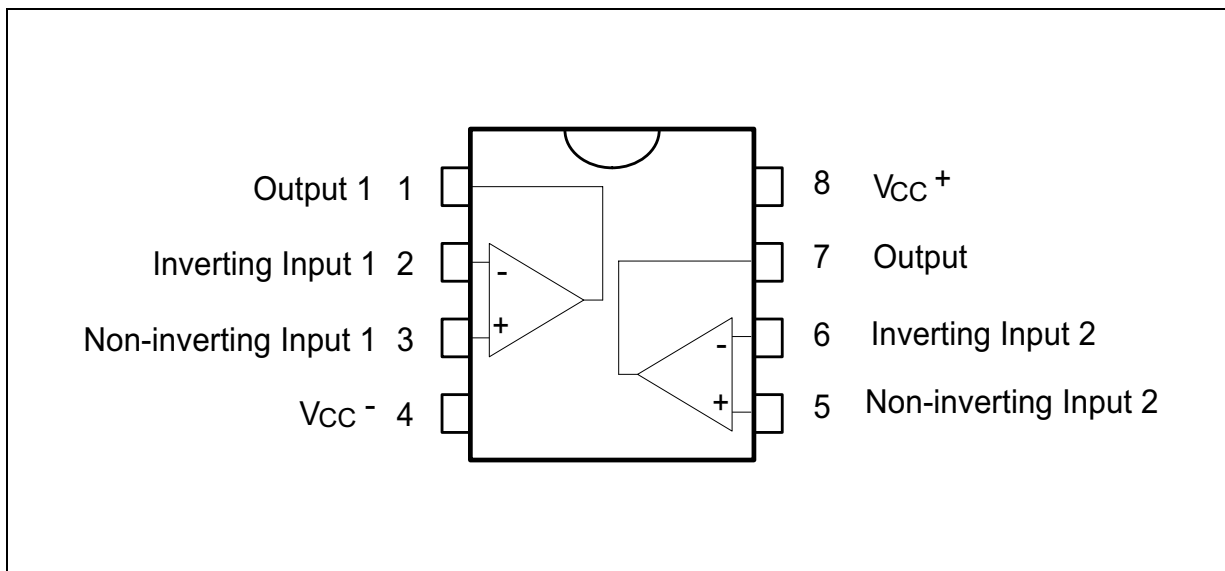 Output 1 1
Inverting Input 1 2
Non-inverting Input 1 3
VCC - 4
8 VCC +
7 Output
6 Inverting Input 2
5 Non-inverting Input 2
-
+
-
+